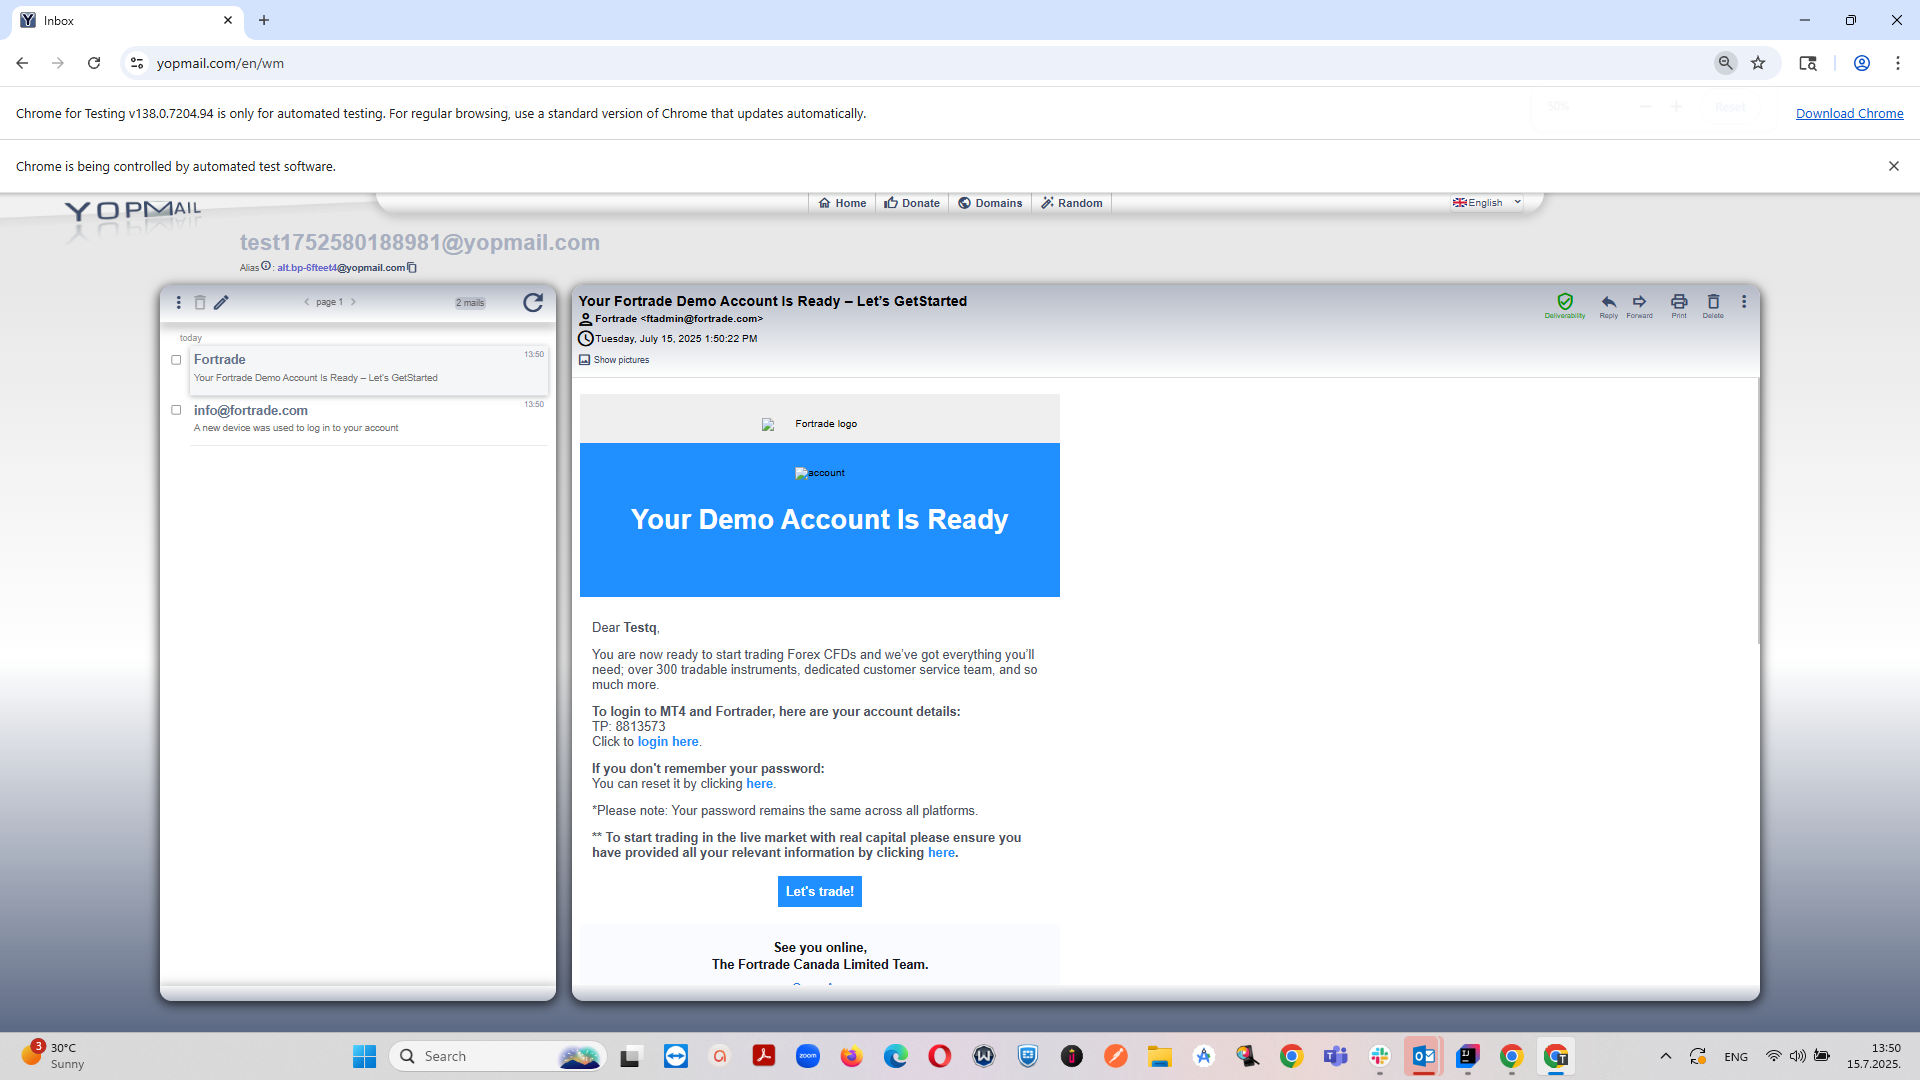 Inbox
yopmail.com/en/wm
Chrome for Testing v138.0.7204.94 is only for automated testing. For regular browsing, use a standard version of Chrome that updates automatically.
Download Chrome
Chrome is being controlled by automated test software.
YOPMAIL
Home
Donate
Domains
Random
English
test1752580188981@yopmail.com
Alias : alt.bp-6fteet4@yopmail.com
page 1
2 mails
today
Fortrade
13:50
Your Fortrade Demo Account Is Ready – Let's GetStarted
info@fortrade.com
13:50
A new device was used to log in to your account
Your Fortrade Demo Account Is Ready – Let's GetStarted
Fortrade <ftadmin@fortrade.com>
Tuesday, July 15, 2025 1:50:22 PM
Show pictures
Deliverability
Reply
Forward
Print
Delete
Fortrade logo
account
Your Demo Account Is Ready
Dear Testq,
You are now ready to start trading Forex CFDs and we've got everything you'll
need; over 300 tradable instruments, dedicated customer service team, and so
much more.
To login to MT4 and Fortrader, here are your account details:
TP: 8813573
Click to login here.
If you don't remember your password:
You can reset it by clicking here.
*Please note: Your password remains the same across all platforms.
** To start trading in the live market with real capital please ensure you
have provided all your relevant information by clicking here.
Let's trade!
See you online,
The Fortrade Canada Limited Team.
3
30°C
Sunny
Search
zoom
ENG
13:50
15.7.2025.